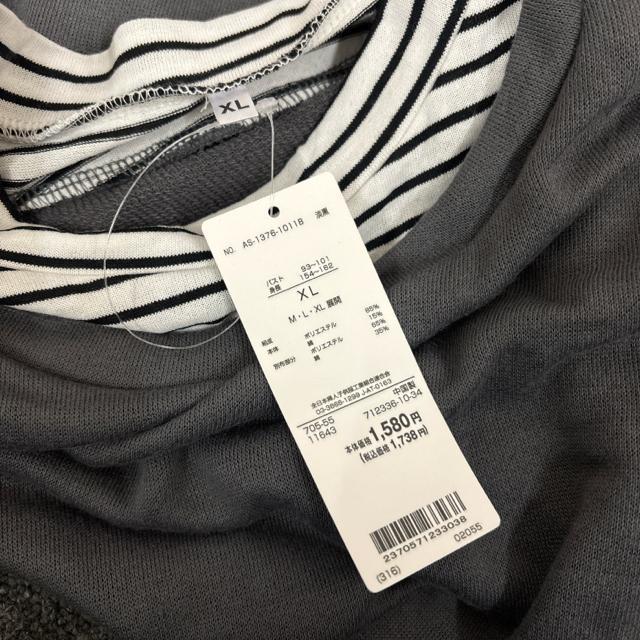 XL
NO. AS-1376-1011B 濃黒
バスト 93~101
身長 154~162
XL
M・L・XL 展開
組成
本体 ポリエステル 85%
綿 15%
別布部分 ポリエステル 65%
綿 35%
全日本婦人子供服工業組合連合会
03-3668-1299 J-AT-0163
中国製
705-55 712336-10-34
11643
本体価格 1,580円
【税込価格 1,738円】
2370571233038
(316) 02055